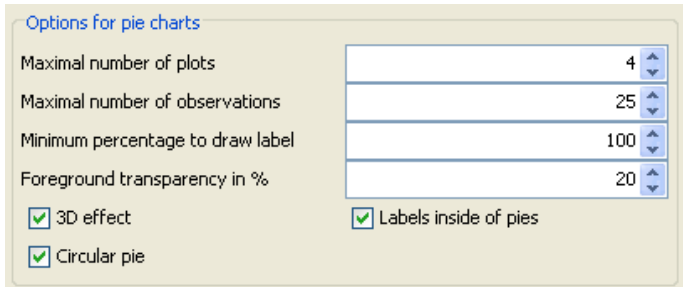 Options for pie charts
Maximal number of plots 4
Maximal number of observations 25
Minimum percentage to draw label 100
Foreground transparency in % 20
3D effect Labels inside of pies
Circular pie